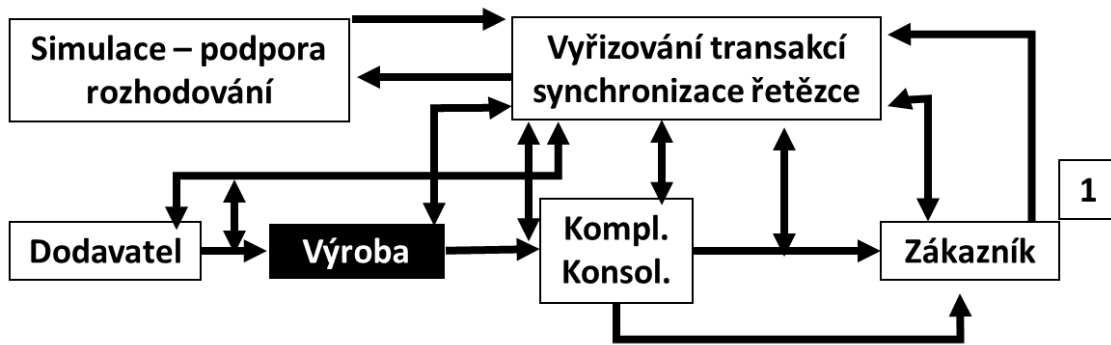 Simulace – podpora
rozhodování
Vyřizování transakcí
synchronizace řetězce
1
Dodavatel
Výroba
Kompl.
Konsol.
Zákazník